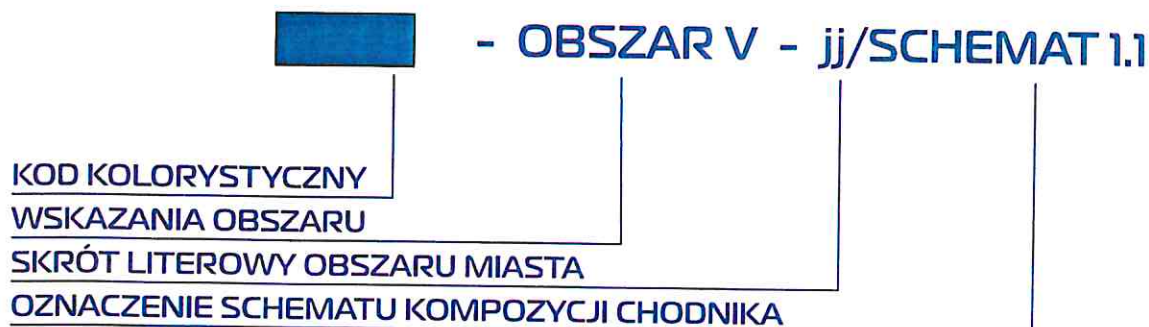 - OBSZAR V - jj/SCHEMAT 1.1
KOD KOLORYSTYCZNY
WSKAZANIA OBSZARU
SKRÓT LITEROWY OBSZARU MIASTA
OZNACZENIE SCHEMATU KOMPOZYCJI CHODNIKA